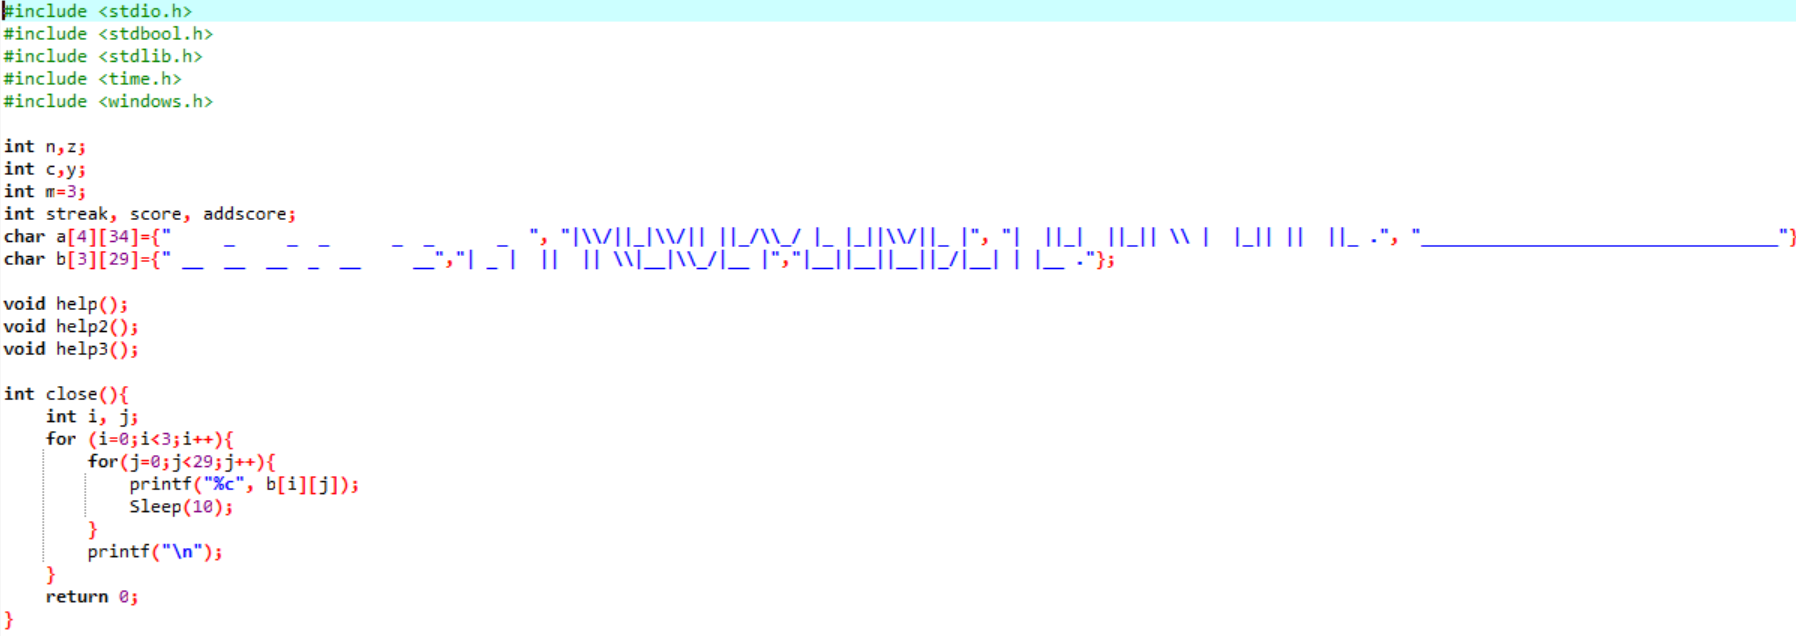 #include <stdio.h>
#include <stdbool.h>
#include <stdlib.h>
#include <time.h>
#include <windows.h>
int n,z;
int c,y;
int m=3;
int streak, score, addscore;
char a[4][34]={"     _     _  _      _  _      _  ", "|\\/||_|\\/|| ||_/\\_/ |_ |_||\\/||_ |", "|  ||_|  ||_|| \\ |  |_|| ||  ||_ .", "__________________________________"}
char b[3][29]={" __  __  __  _  __     __","| _ |  ||  || \\|__|\\_/|__ |","|__||__||__||_/|__| | |__ ."};
void help();
void help2();
void help3();
int close(){
    int i, j;
    for (i=0;i<3;i++){
        for(j=0;j<29;j++){
            printf("%c", b[i][j]);
            Sleep(10);
        }
        printf("\n");
    }
    return 0;
}